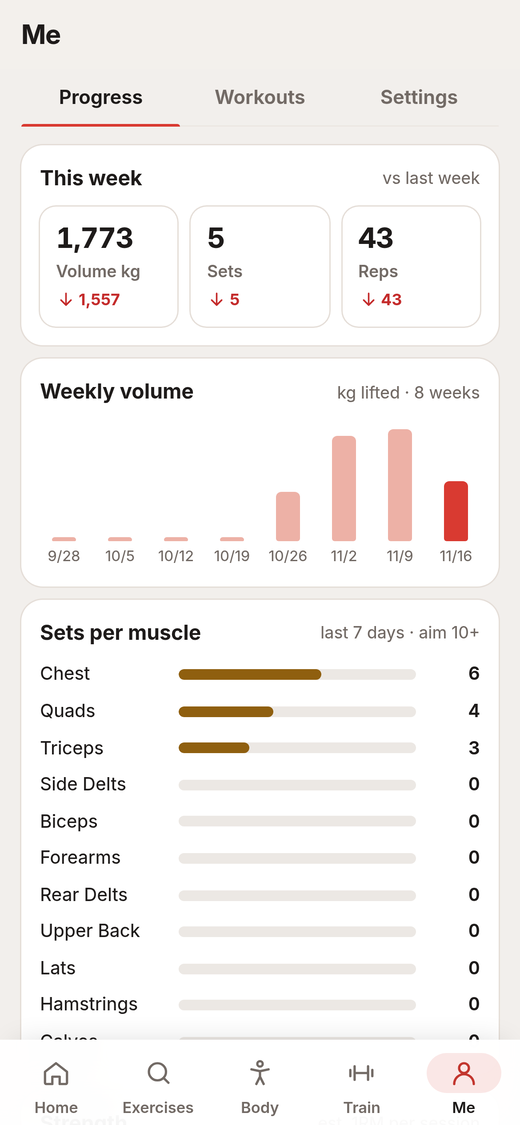 Me
Progress Workouts Settings
This week vs last week
1,773 5 43
Volume kg Sets Reps
↓ 1,557 ↓ 5 ↓ 43
Weekly volume kg lifted · 8 weeks
9/28 10/5 10/12 10/19 10/26 11/2 11/9 11/16
Sets per muscle last 7 days · aim 10+
Chest 6
Quads 4
Triceps 3
Side Delts 0
Biceps 0
Forearms 0
Rear Delts 0
Upper Back 0
Lats 0
Hamstrings 0
Calves 0
Home Exercises Body Train Me
Strength